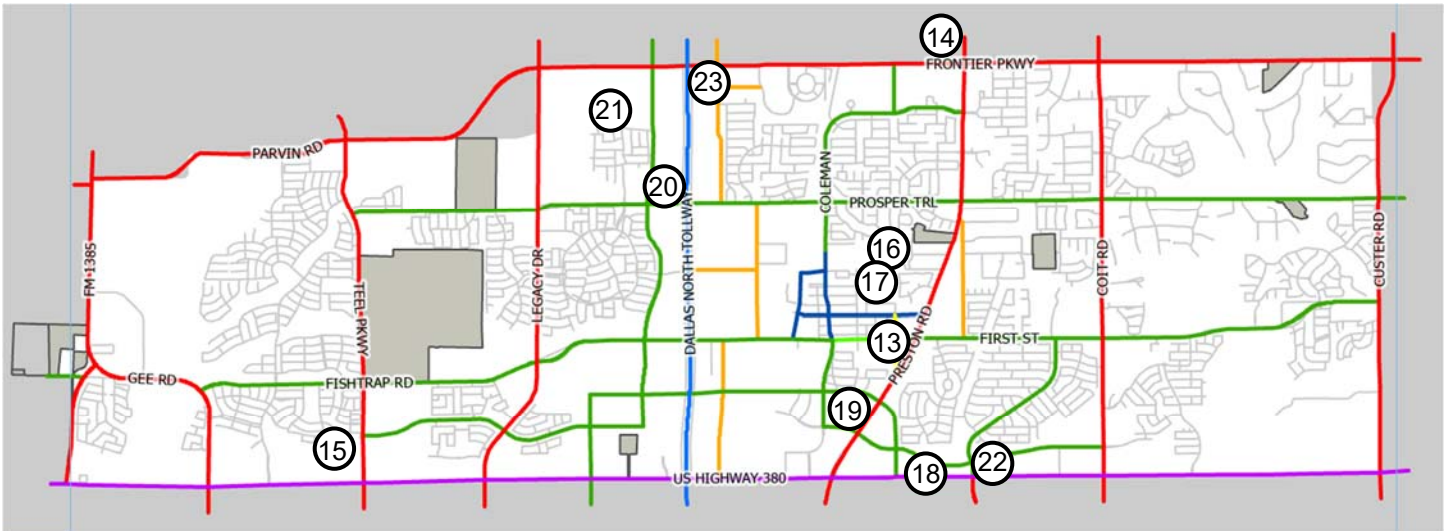 14
FRONTIER PKWY
23
21
PARVIN RD
COLEMAN
20
PROSPER TRL
DALLAS NORTH TOLLWAY
CUSTER RD
FM 1385
LEGACY DR
16
COIT RD
17
TEEL PKWY
PRESTON RD
13
FIRST ST
GEE RD
FISHTRAP RD
19
15
18
22
US HIGHWAY 380